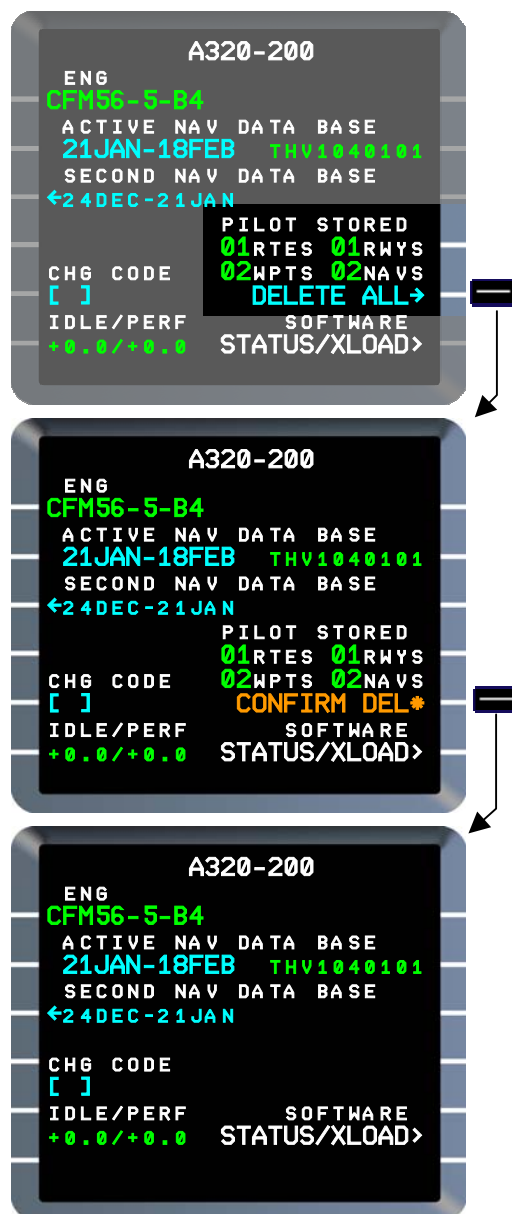 A320-200
ENG
CFM56-5-B4
ACTIVE NAV DATA BASE
21JAN-18FEB THV1040101
SECOND NAV DATA BASE
←24DEC-21JAN
PILOT STORED
01RTES 01RWYS
CHG CODE 02WPTS 02NAVS
[ ] DELETE ALL→
IDLE/PERF SOFTWARE
+0.0/+0.0 STATUS/XLOAD>
A320-200
ENG
CFM56-5-B4
ACTIVE NAV DATA BASE
21JAN-18FEB THV1040101
SECOND NAV DATA BASE
←24DEC-21JAN
PILOT STORED
01RTES 01RWYS
CHG CODE 02WPTS 02NAVS
[ ] CONFIRM DEL*
IDLE/PERF SOFTWARE
+0.0/+0.0 STATUS/XLOAD>
A320-200
ENG
CFM56-5-B4
ACTIVE NAV DATA BASE
21JAN-18FEB THV1040101
SECOND NAV DATA BASE
←24DEC-21JAN
CHG CODE
[ ]
IDLE/PERF SOFTWARE
+0.0/+0.0 STATUS/XLOAD>